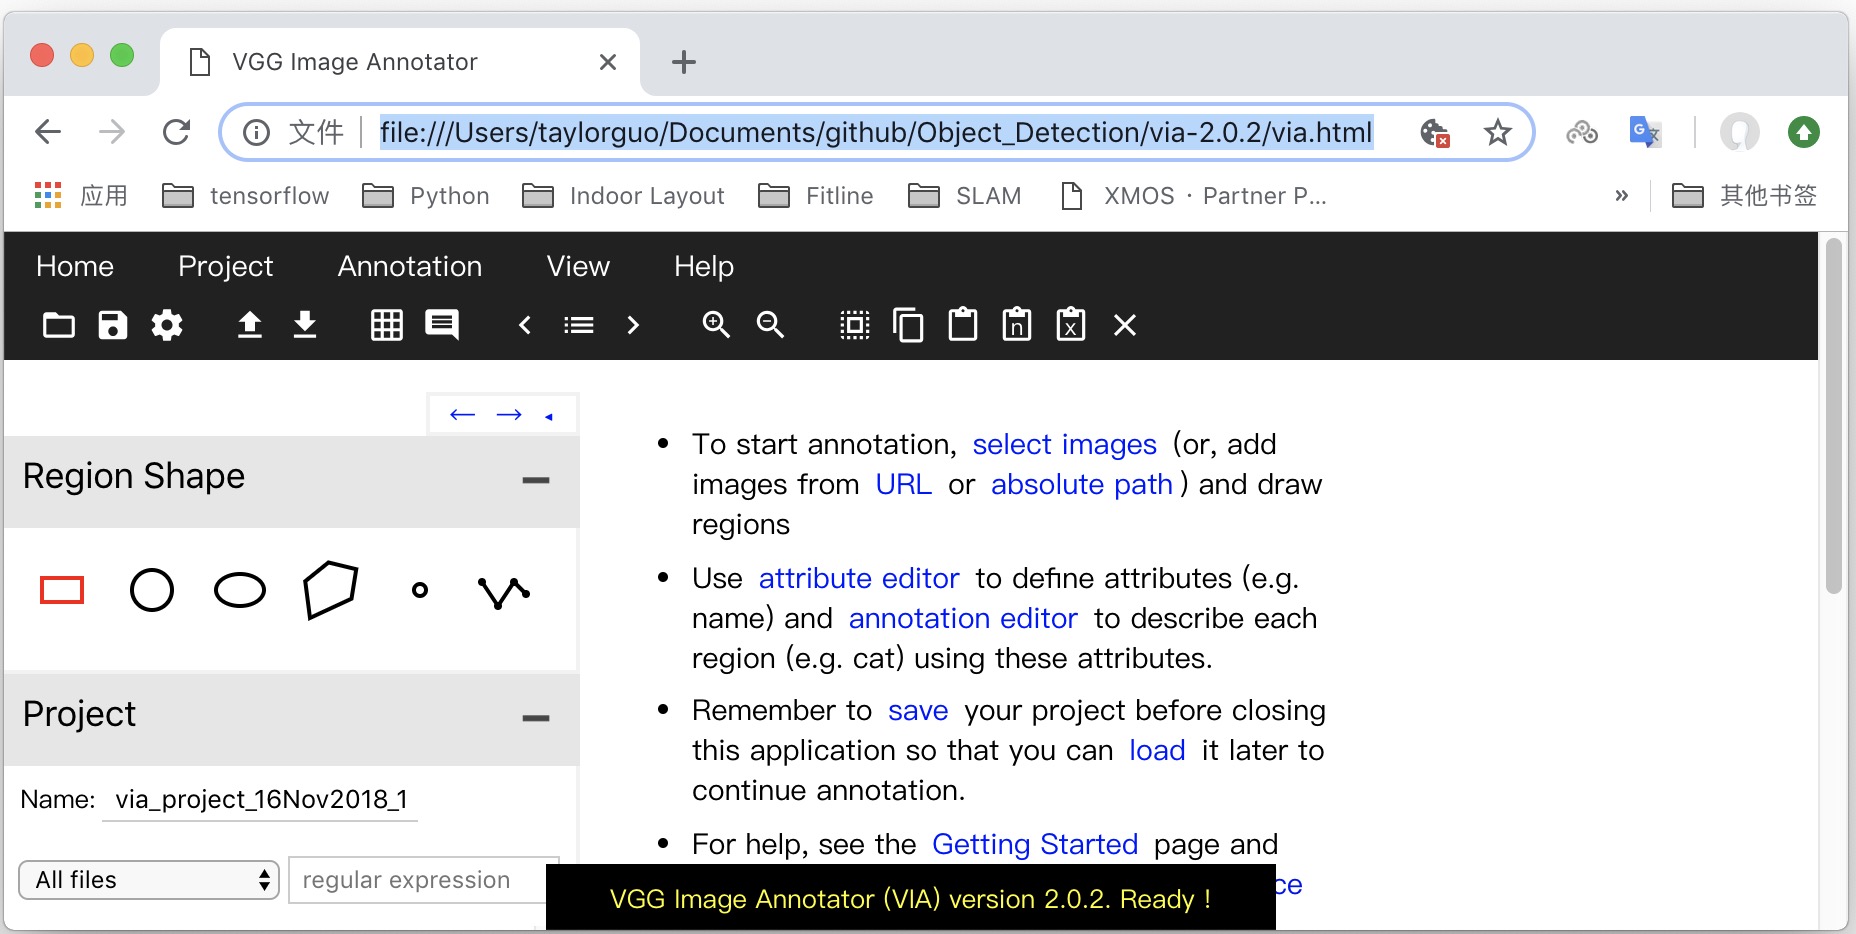 VGG Image Annotator
文件 file:///Users/taylorguo/Documents/github/Object_Detection/via-2.0.2/via.html
应用 tensorflow Python Indoor Layout Fitline SLAM XMOS · Partner P... » 其他书签
Home Project Annotation View Help
Region Shape
Project
Name: via_project_16Nov2018_1
All files regular expression
To start annotation, select images (or, add
images from URL or absolute path ) and draw
regions
Use attribute editor to define attributes (e.g.
name) and annotation editor to describe each
region (e.g. cat) using these attributes.
Remember to save your project before closing
this application so that you can load it later to
continue annotation.
For help, see the Getting Started page and
VGG Image Annotator (VIA) version 2.0.2. Ready !